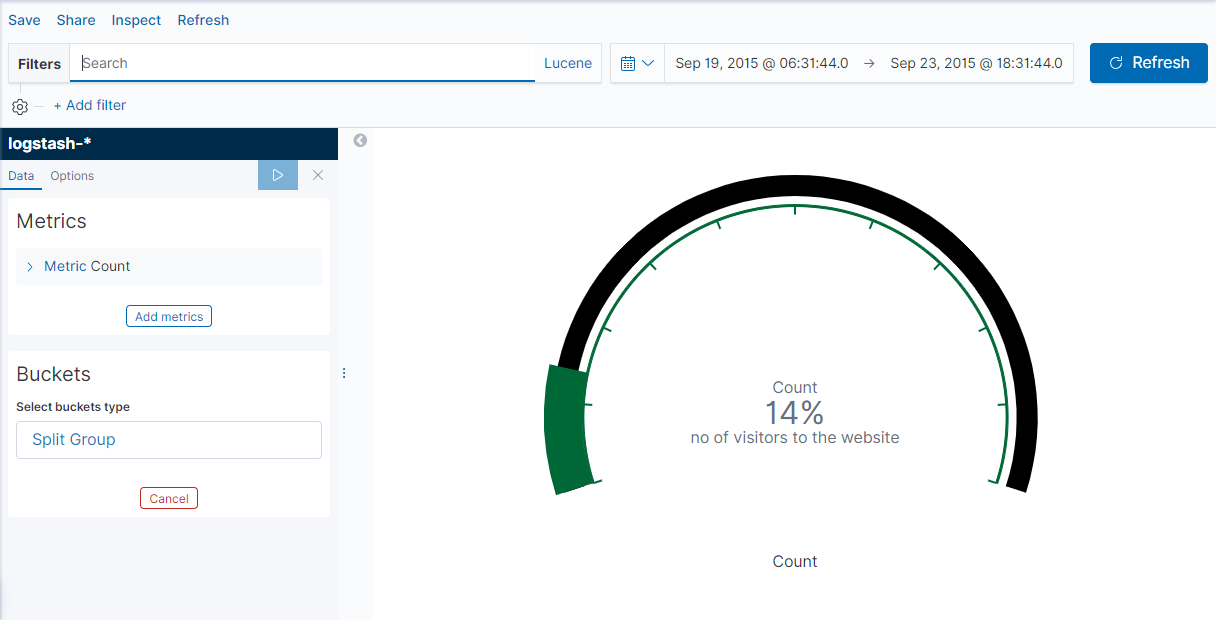 Save Share Inspect Refresh
Filters Search Lucene Sep 19, 2015 @ 06:31:44.0 → Sep 23, 2015 @ 18:31:44.0 Refresh
+ Add filter
logstash-*
Data Options
Metrics
Metric Count
Add metrics
Buckets
Select buckets type
Split Group
Cancel
Count
14%
no of visitors to the website
Count